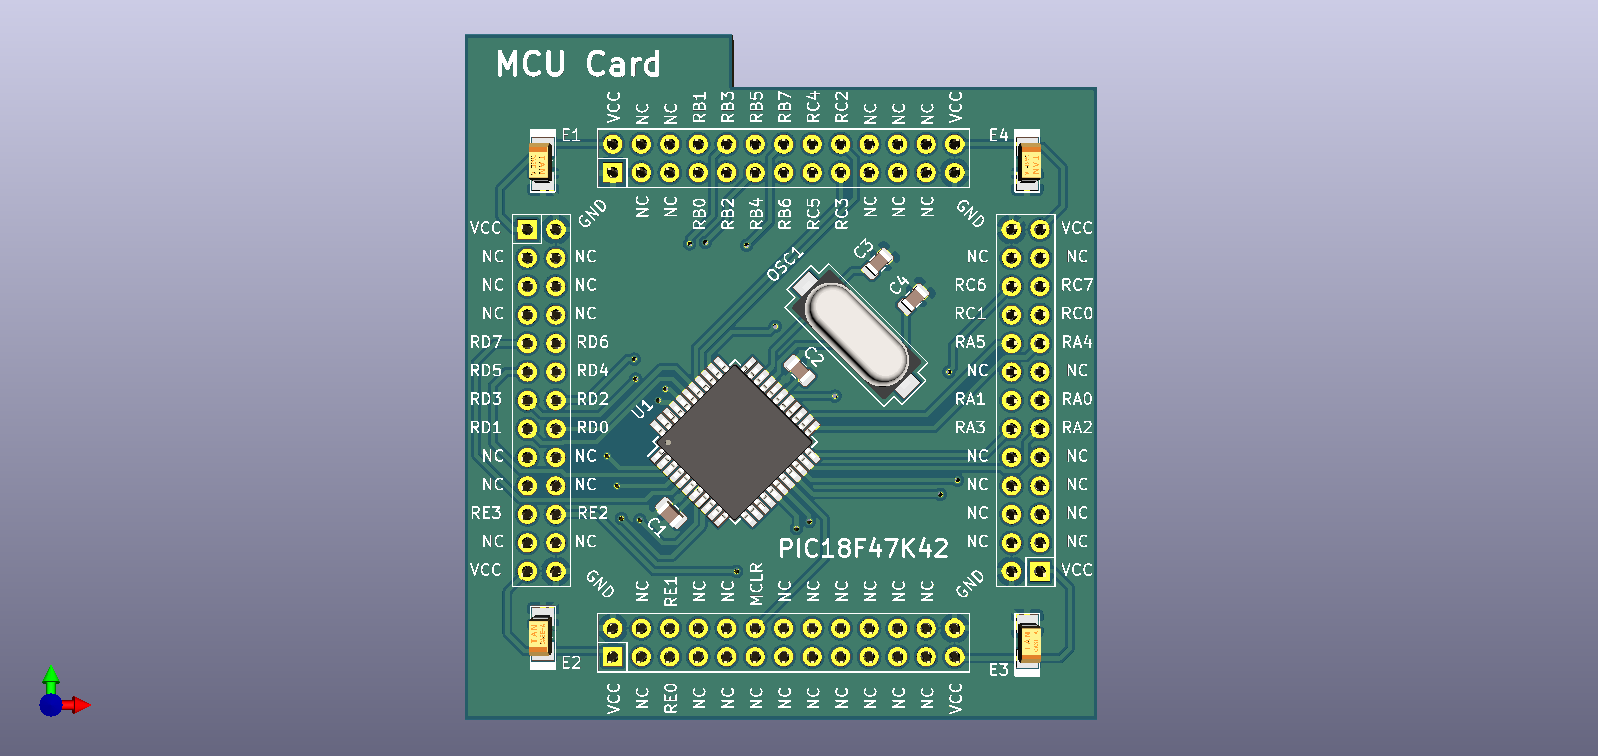 MCU Card
VCC NC NC RB1 RB3 RB5 RB7 RC4 RC2 NC NC NC VCC
E1 E4
TAN TAN
GND NC NC RB0 RB2 RB4 RB6 RC5 RC3 NC NC NC GND
VCC VCC
NC NC NC NC
NC NC RC6 RC7
NC NC RC1 RC0
RD7 RD6 RA5 RA4
RD5 RD4 NC NC
RD3 RD2 RA1 RA0
RD1 RD0 RA3 RA2
NC NC NC NC
NC NC NC NC
RE3 RE2 NC NC
NC NC NC NC
VCC VCC
OSC1
C3
C4
C2
U1
C1
PIC18F47K42
GND NC RE1 NC NC MCLR NC NC NC NC NC NC GND
TAN TAN
E2 E3
VCC NC RE0 NC NC NC NC NC NC NC NC NC VCC